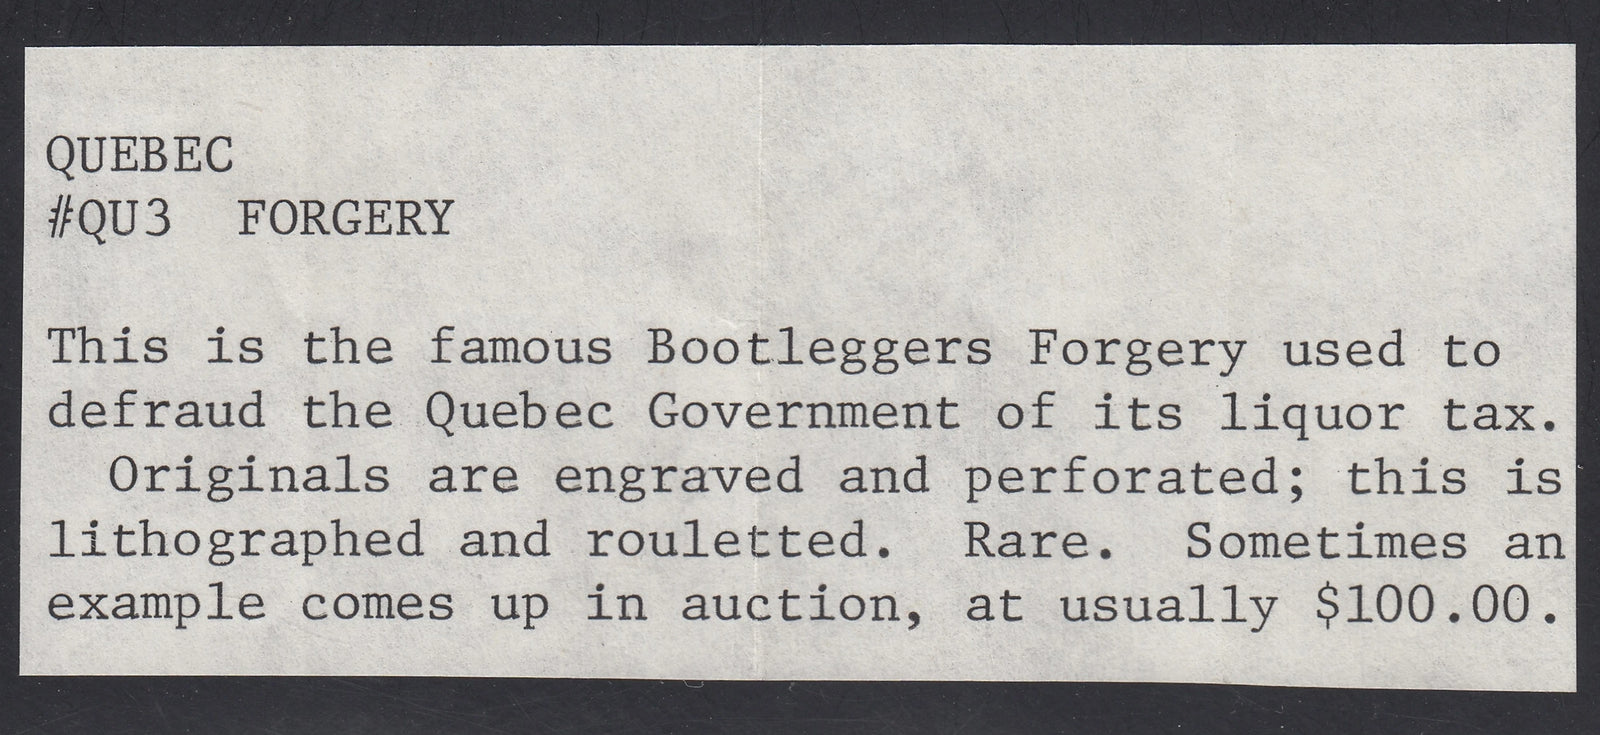 QUEBEC
#QU3  FORGERY
This is the famous Bootleggers Forgery used to
defraud the Quebec Government of its liquor tax.
Originals are engraved and perforated; this is
lithographed and rouletted.  Rare.  Sometimes an
example comes up in auction, at usually $100.00.